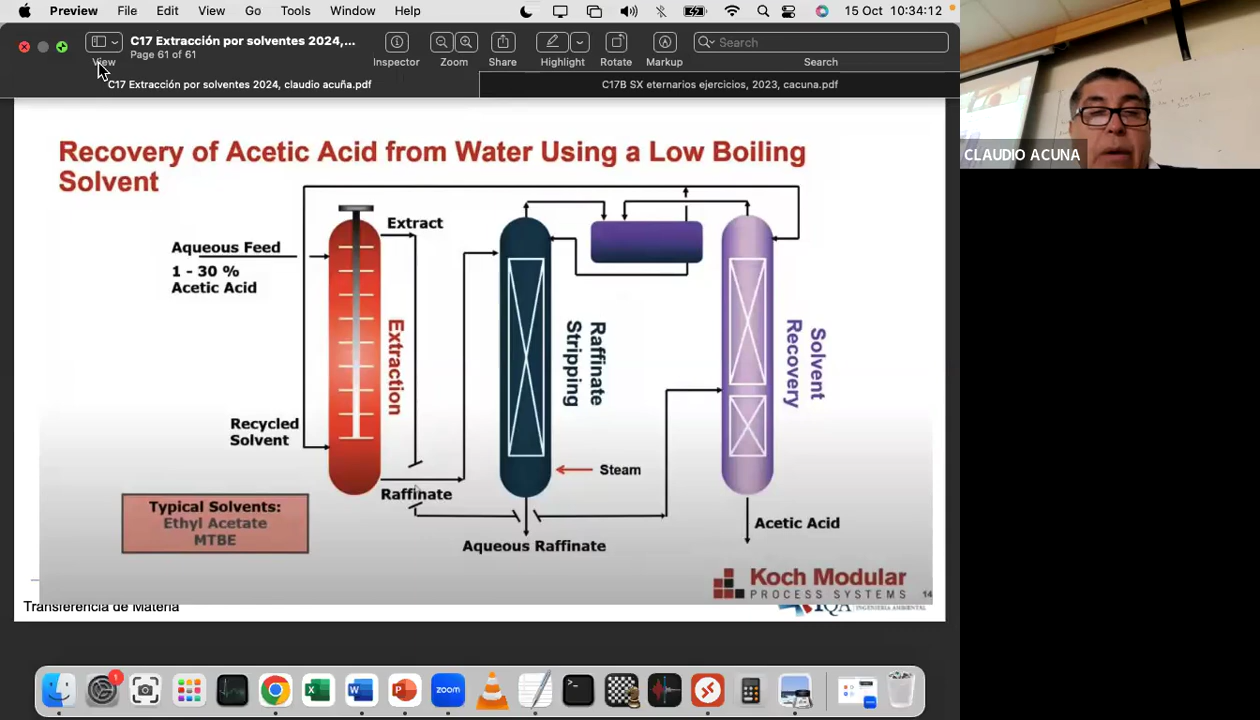 Preview File Edit View Go Tools Window Help
15 Oct 10:34:12
C17 Extracción por solventes 2024,...
Page 61 of 61
View
Inspector
Zoom
Share
Highlight
Rotate
Markup
Search
Search
C17 Extracción por solventes 2024, claudio acuña.pdf
C17B SX eternarios ejercicios, 2023, cacuna.pdf
CLAUDIO ACUNA
Recovery of Acetic Acid from Water Using a Low Boiling
Solvent
Extract
Aqueous Feed
1 - 30 %
Acetic Acid
Extraction
Raffinate
Stripping
Solvent
Recovery
Recycled
Solvent
Steam
Raffinate
Typical Solvents:
Ethyl Acetate
MTBE
Acetic Acid
Aqueous Raffinate
Koch Modular
PROCESS SYSTEMS
14
Transferencia de Materia
IQA
INGENIERÍA AMBIENTAL
1
zoom